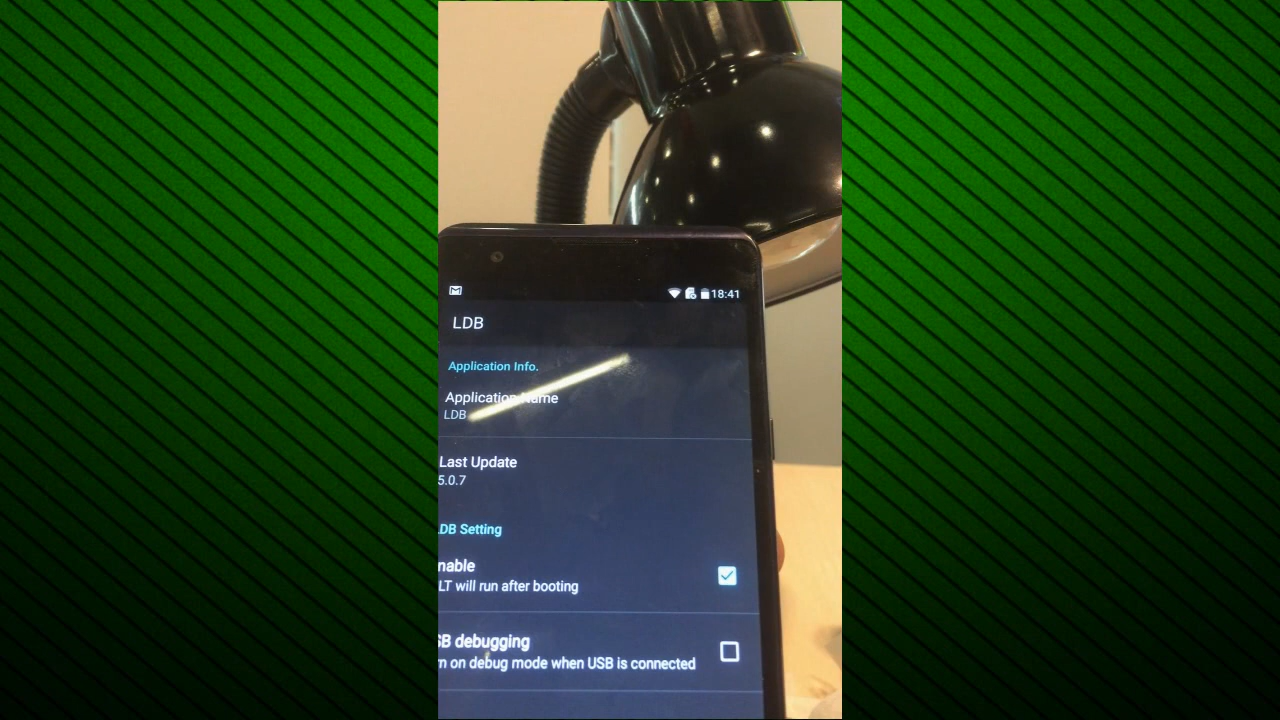 18:41
LDB
Application Info.
Application Name
LDB
Last Update
5.0.7
DB Setting
nable
LT will run after booting
SB debugging
n on debug mode when USB is connected